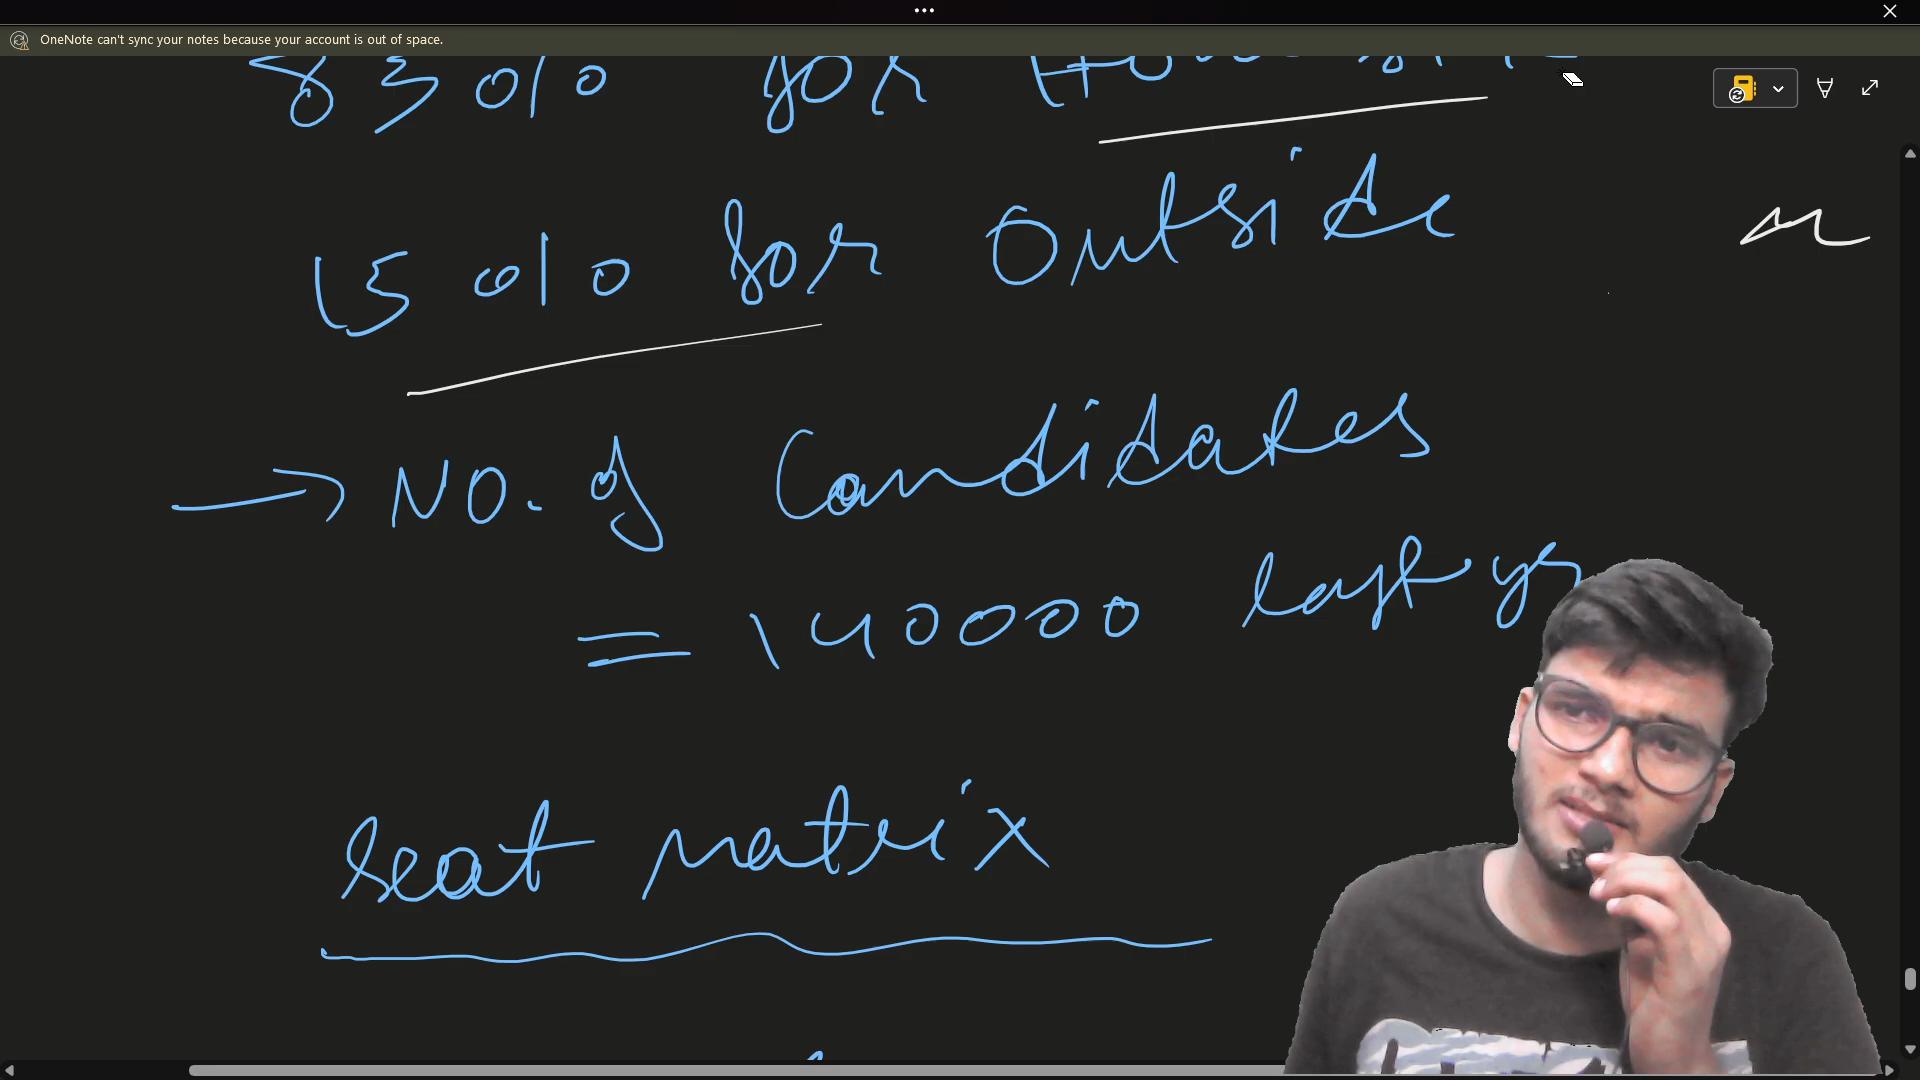 OneNote can't sync your notes because your account is out of space.
85 % for
15 % for Outside
→ NO. of Candidates
= 140000 last yr
seat matrix